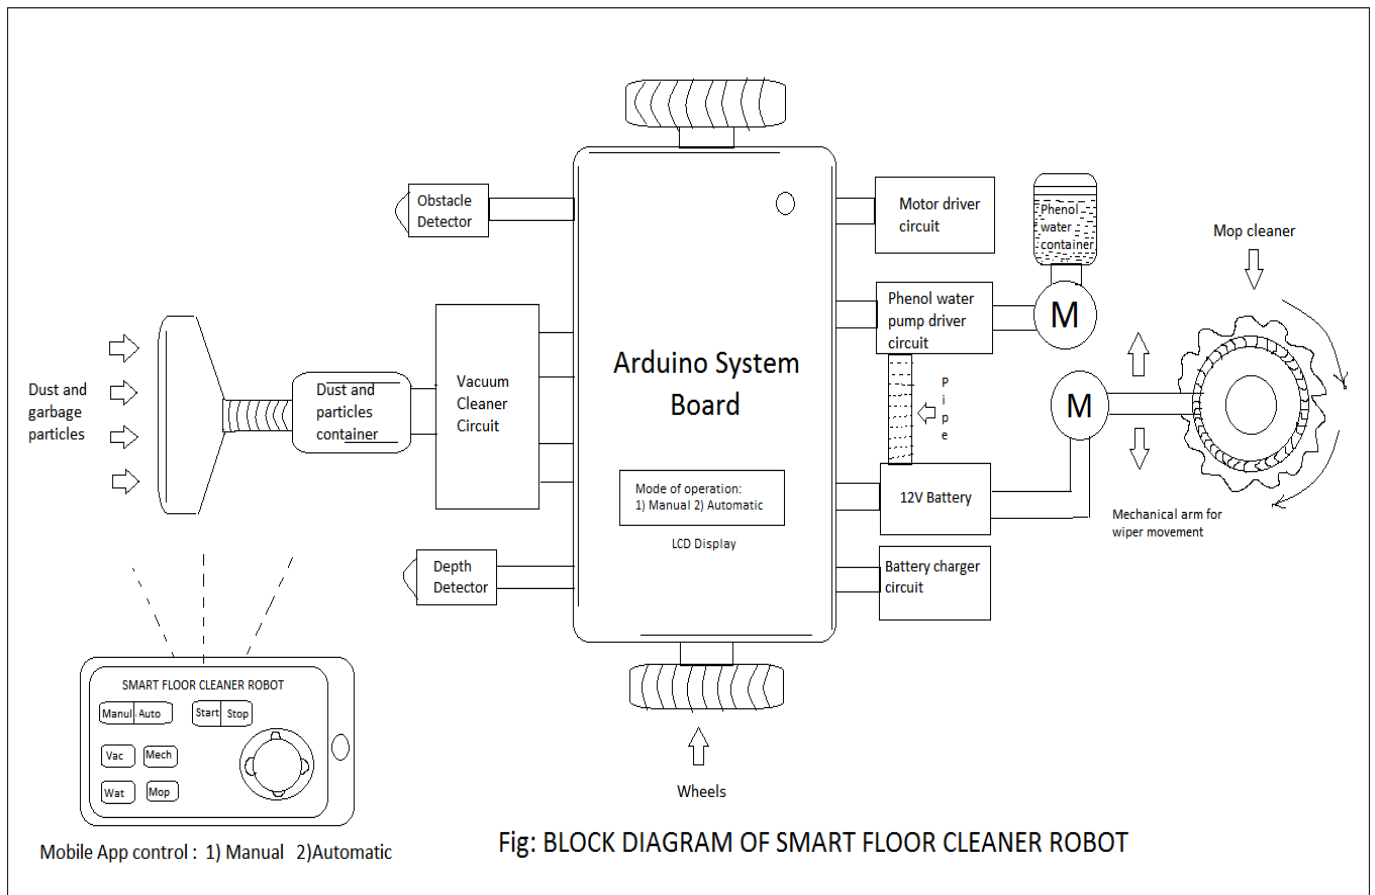 Obstacle
Detector
Motor driver
circuit
Phenol
water
container
Mop cleaner
Phenol water
pump driver
circuit
M
Dust and
garbage
particles
Dust and
particles
container
Vacuum
Cleaner
Circuit
Arduino System
Board
Pipe
M
Mode of operation:
1) Manual 2) Automatic
LCD Display
12V Battery
Mechanical arm for
wiper movement
Depth
Detector
Battery charger
circuit
SMART FLOOR CLEANER ROBOT
Manul Auto Start Stop
Vac Mech
Wat Mop
Wheels
Mobile App control : 1) Manual 2)Automatic
Fig: BLOCK DIAGRAM OF SMART FLOOR CLEANER ROBOT